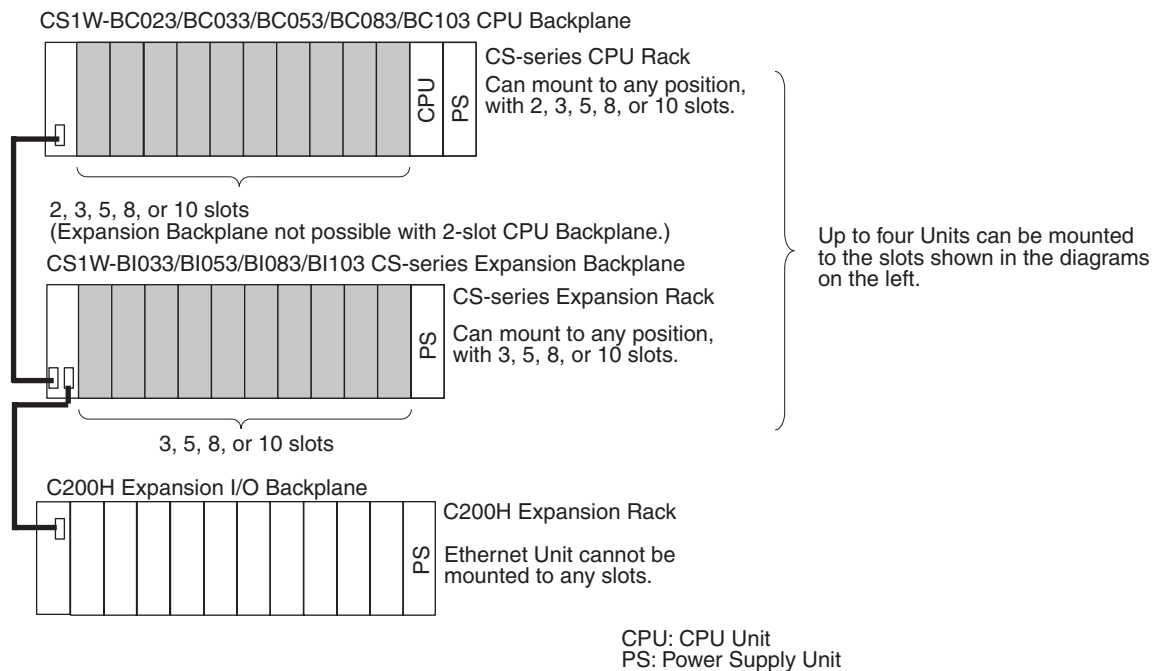 CS1W-BC023/BC033/BC053/BC083/BC103 CPU Backplane
CPU
PS
CS-series CPU Rack
Can mount to any position,
with 2, 3, 5, 8, or 10 slots.
2, 3, 5, 8, or 10 slots
(Expansion Backplane not possible with 2-slot CPU Backplane.)
CS1W-BI033/BI053/BI083/BI103 CS-series Expansion Backplane
PS
CS-series Expansion Rack
Can mount to any position,
with 3, 5, 8, or 10 slots.
3, 5, 8, or 10 slots
Up to four Units can be mounted
to the slots shown in the diagrams
on the left.
C200H Expansion I/O Backplane
PS
C200H Expansion Rack
Ethernet Unit cannot be
mounted to any slots.
CPU: CPU Unit
PS: Power Supply Unit